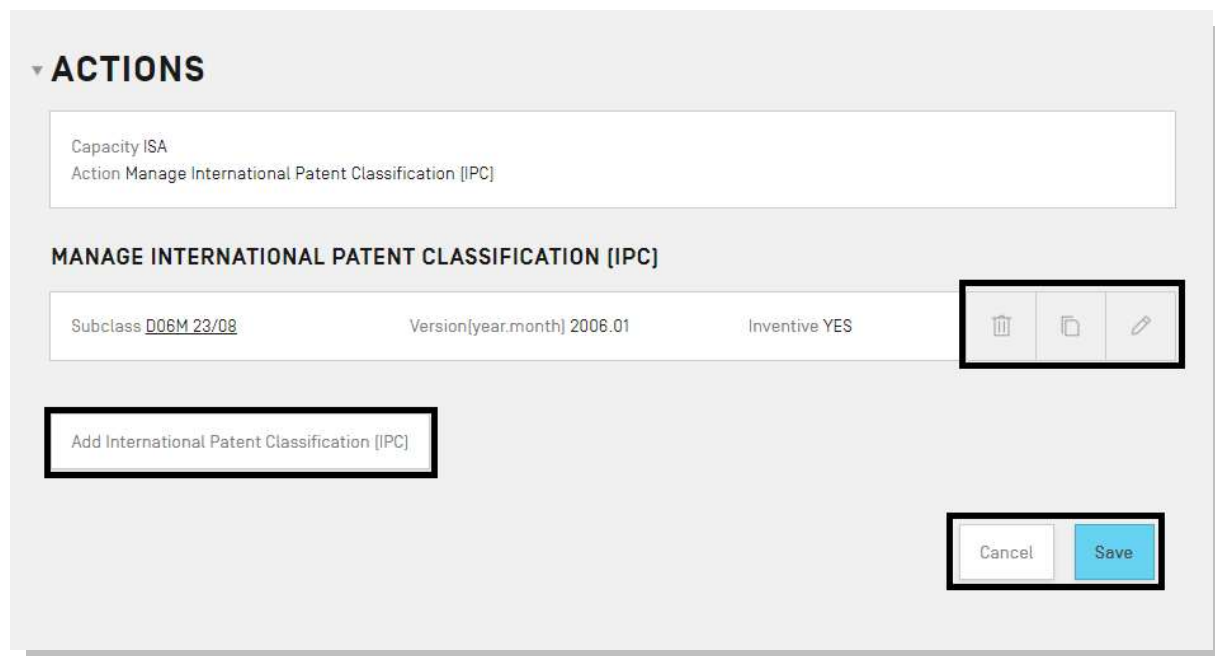 ACTIONS
Capacity ISA
Action Manage International Patent Classification [IPC]
MANAGE INTERNATIONAL PATENT CLASSIFICATION [IPC]
Subclass D06M 23/08 Version[year.month] 2006.01 Inventive YES
Add International Patent Classification [IPC]
Cancel Save